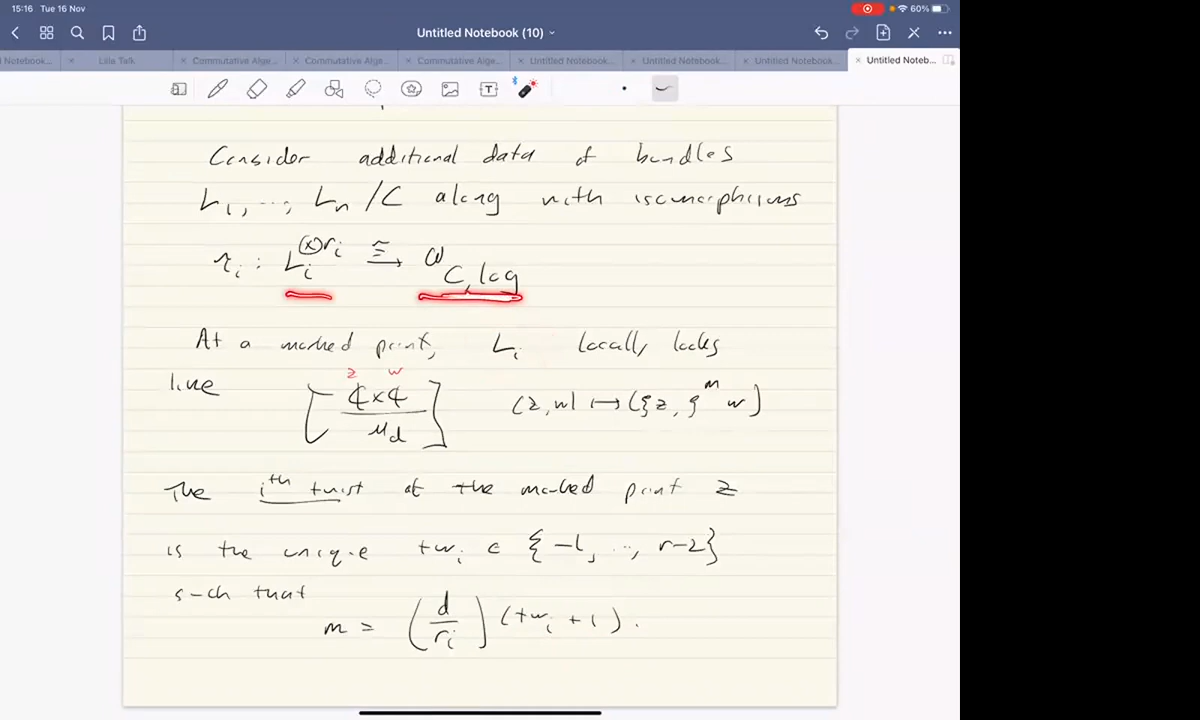 15:16 Tue 16 Nov
60%
Untitled Notebook (10)
Notebook...
Lilla Talk
Commutative Alge...
Commutative Alge...
Commutative Alge...
Untitled Notebook...
Untitled Notebook...
Untitled Notebook...
Untitled Noteb...
Consider additional data of bundles
L₁, ..., Lₙ /C along with isomorphisms
τᵢ : Lᵢ^{⊗rᵢ} ≅→ ω_{C,log}
At a marked point, Lᵢ locally looks
z w
like [ ℂ×ℂ / μ_d ] (z,w) ↦ (ξz, ξ^m w)
The i^th twist at the marked point z
is the unique twᵢ ∈ {-1, ..., r-2}
such that
m = (d/rᵢ) (twᵢ + 1).